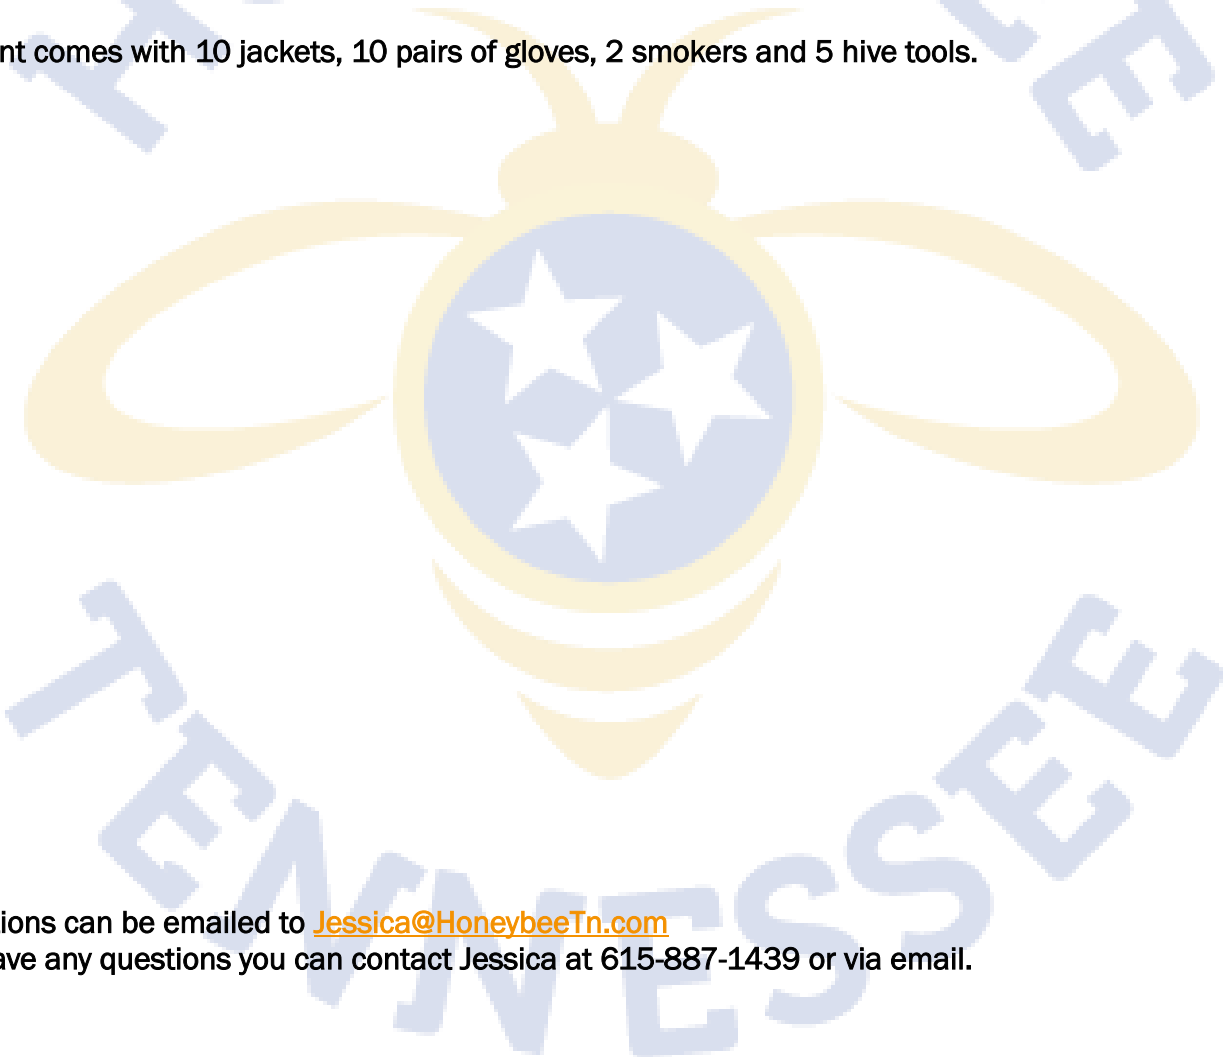 nt comes with 10 jackets, 10 pairs of gloves, 2 smokers and 5 hive tools.
tions can be emailed to Jessica@HoneybeeTn.com
ave any questions you can contact Jessica at 615-887-1439 or via email.
TENNESSEE